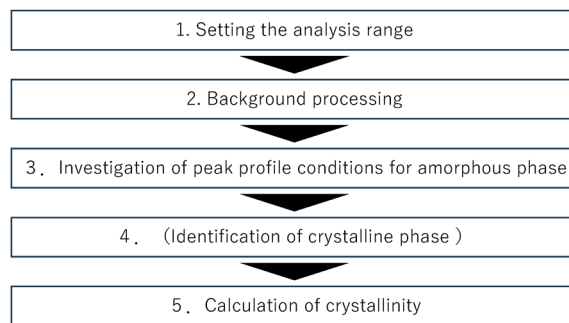 1. Setting the analysis range
2. Background processing
3．Investigation of peak profile conditions for amorphous phase
4．（Identification of crystalline phase）
5．Calculation of crystallinity